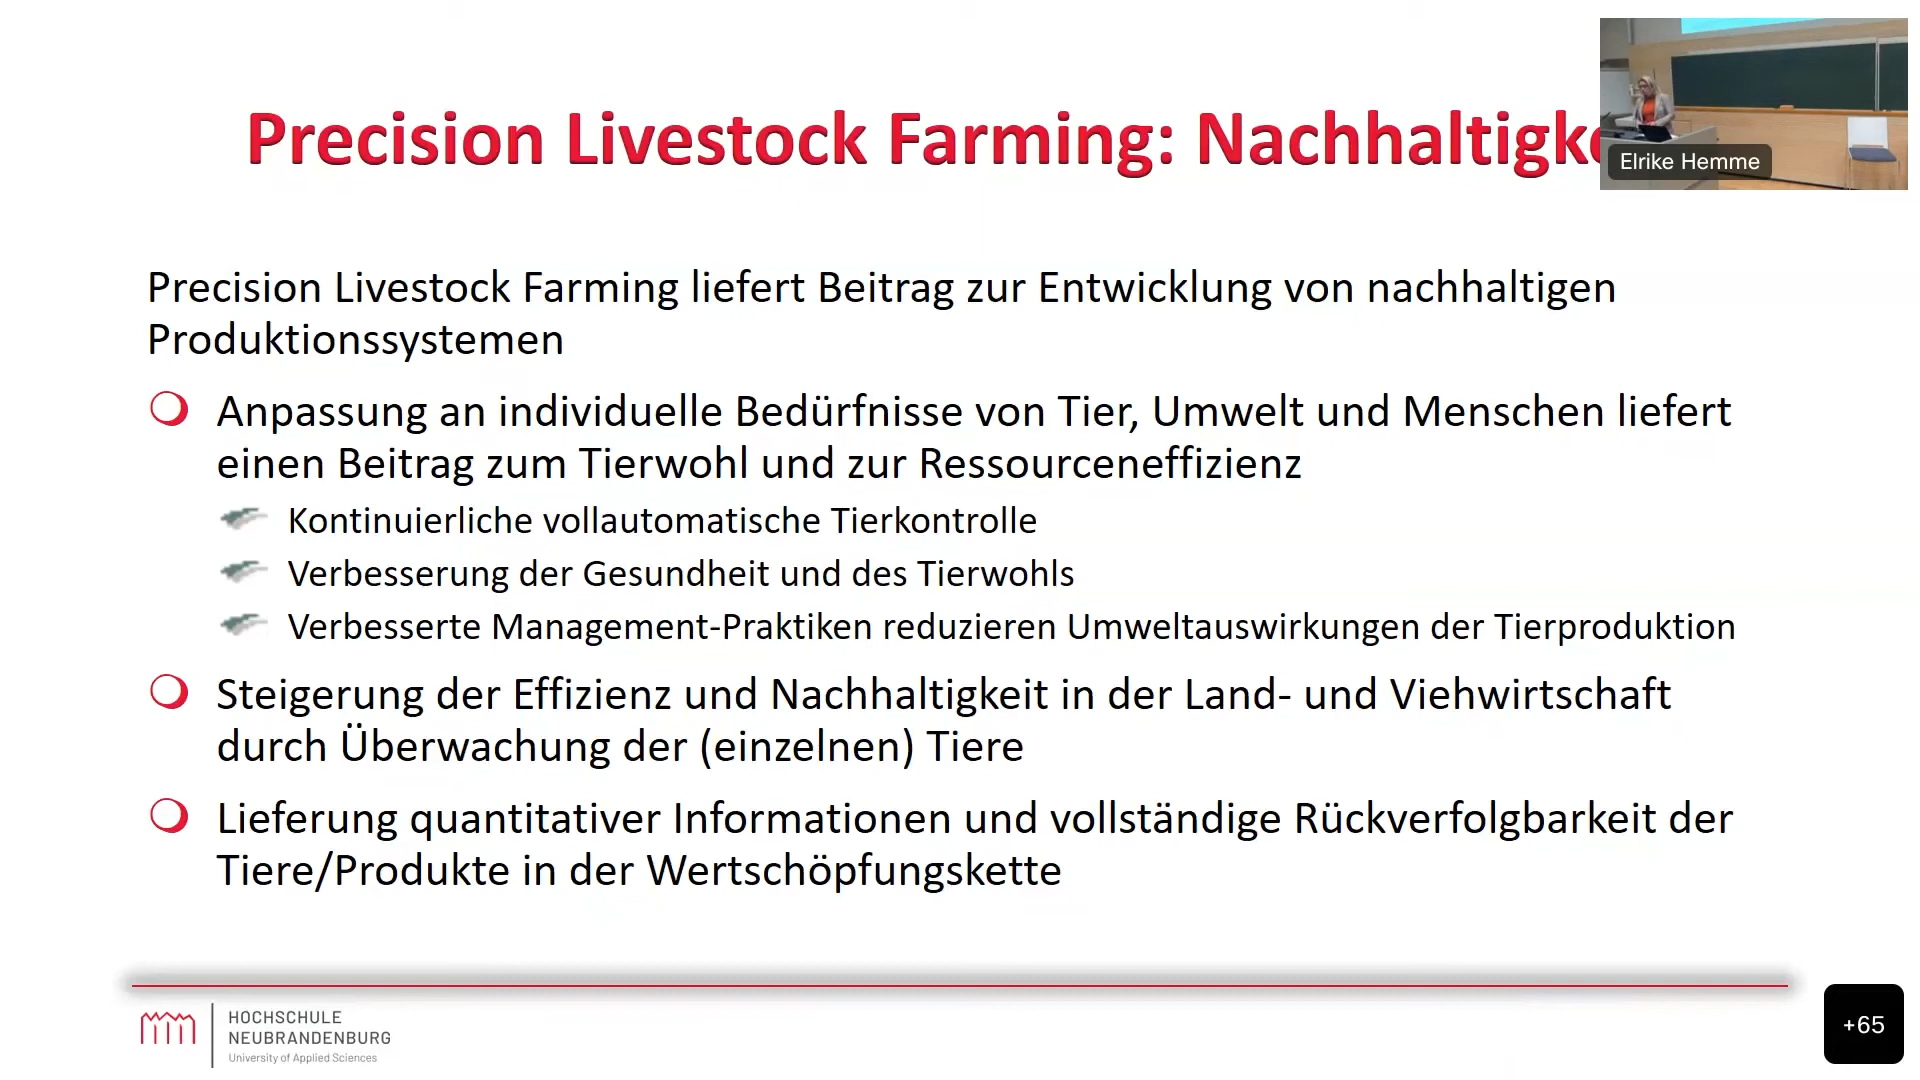 Precision Livestock Farming: Nachhaltigke
Elrike Hemme
Precision Livestock Farming liefert Beitrag zur Entwicklung von nachhaltigen
Produktionssystemen
Anpassung an individuelle Bedürfnisse von Tier, Umwelt und Menschen liefert
einen Beitrag zum Tierwohl und zur Ressourceneffizienz
Kontinuierliche vollautomatische Tierkontrolle
Verbesserung der Gesundheit und des Tierwohls
Verbesserte Management-Praktiken reduzieren Umweltauswirkungen der Tierproduktion
Steigerung der Effizienz und Nachhaltigkeit in der Land- und Viehwirtschaft
durch Überwachung der (einzelnen) Tiere
Lieferung quantitativer Informationen und vollständige Rückverfolgbarkeit der
Tiere/Produkte in der Wertschöpfungskette
HOCHSCHULE
NEUBRANDENBURG
University of Applied Sciences
+65